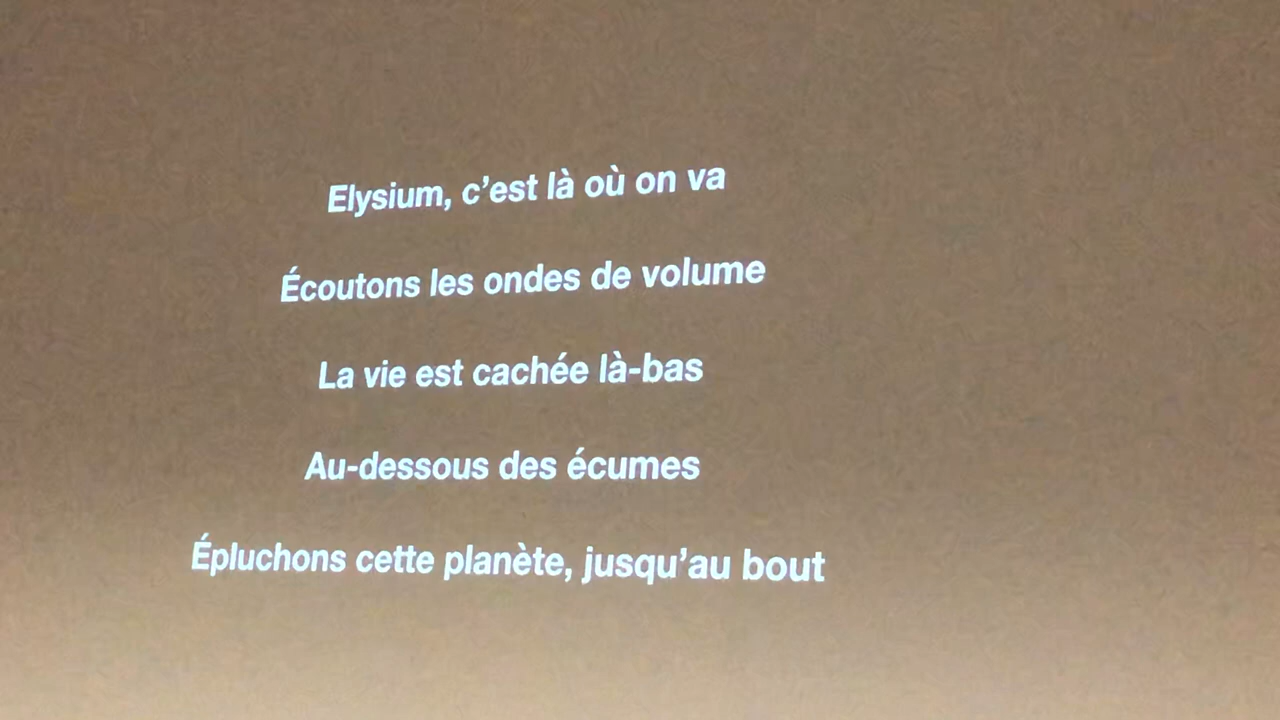 Elysium, c’est là où on va
Écoutons les ondes de volume
La vie est cachée là-bas
Au-dessous des écumes
Épluchons cette planète, jusqu’au bout